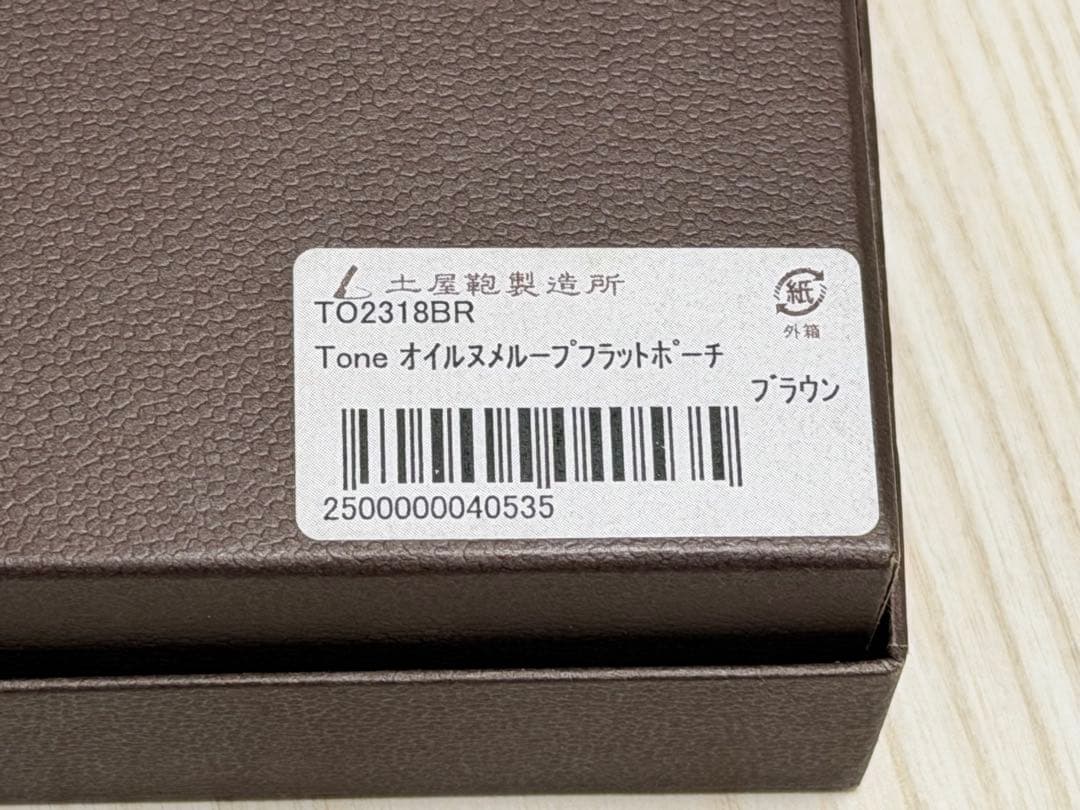 土屋鞄製造所
紙
外箱
TO2318BR
Tone オイルヌメループフラットポーチ
ブラウン
2500000040535